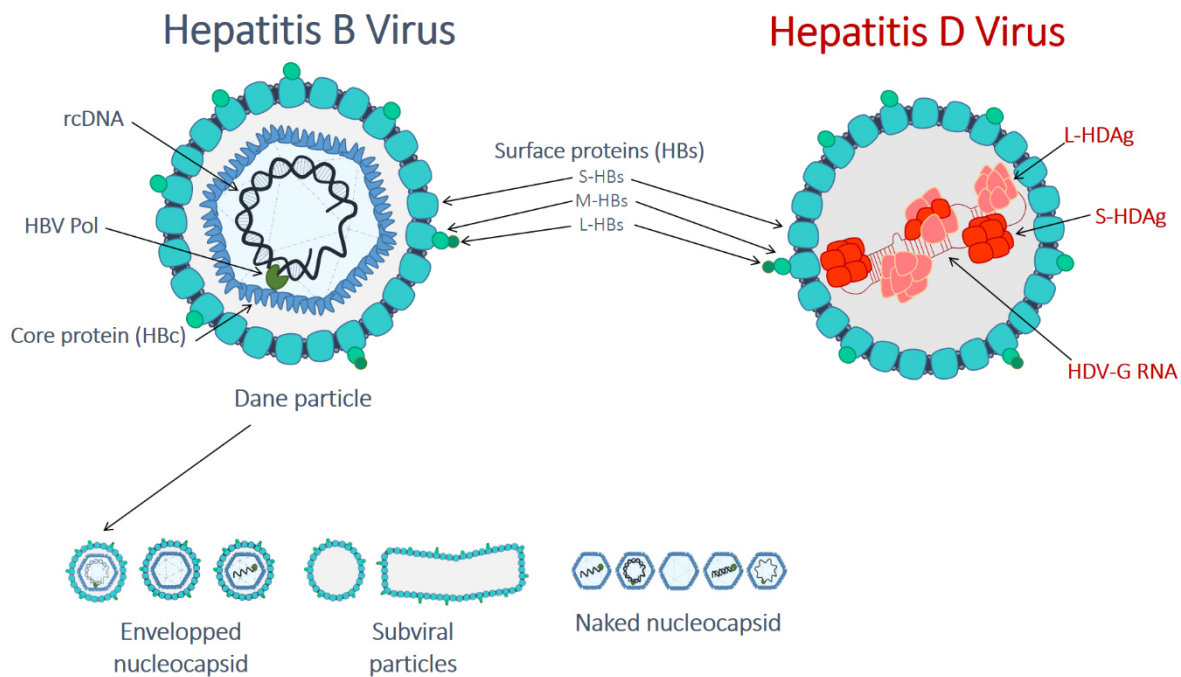 Hepatitis B Virus
Hepatitis D Virus
rcDNA
HBV Pol
Core protein (HBc)
Surface proteins (HBs)
S-HBs
M-HBs
L-HBs
L-HDAg
S-HDAg
HDV-G RNA
Dane particle
Envelopped
nucleocapsid
Subviral
particles
Naked nucleocapsid